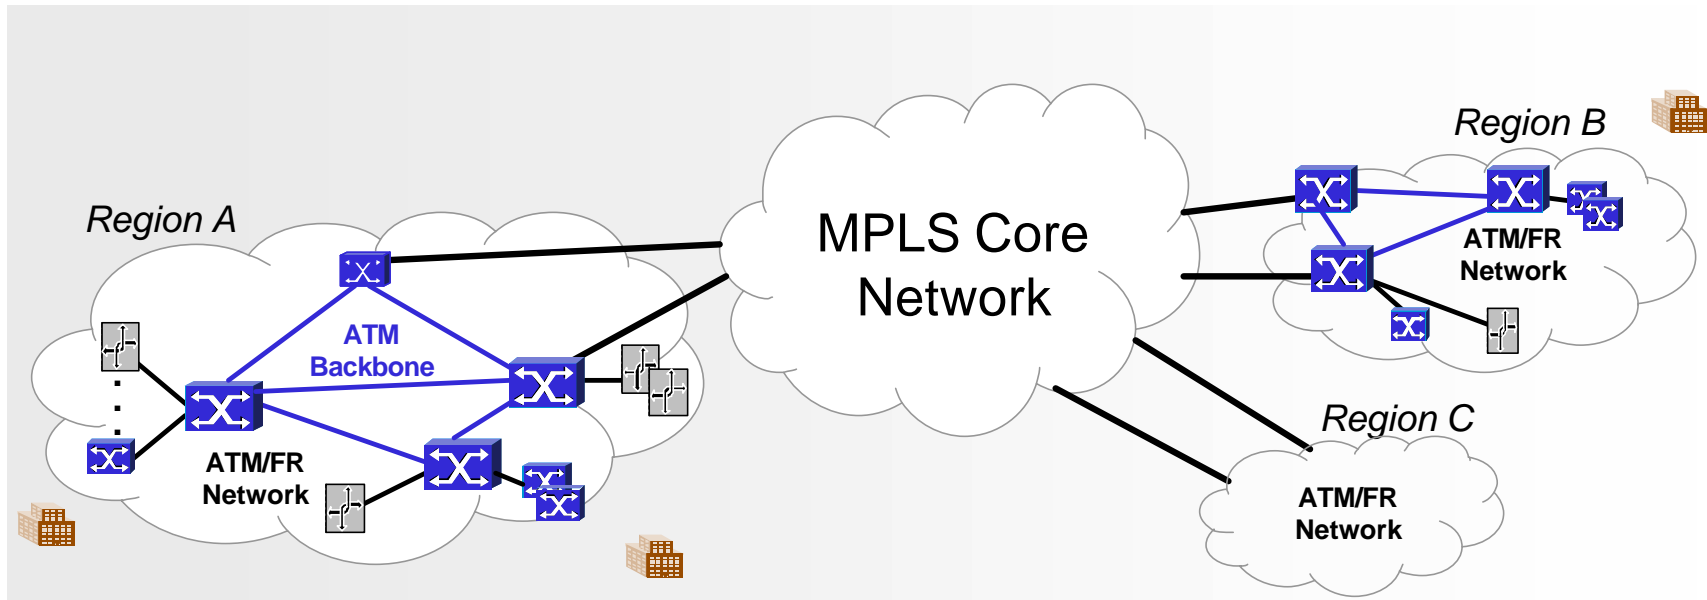 Region A
ATM
Backbone
ATM/FR
Network
MPLS Core
Network
Region B
ATM/FR
Network
Region C
ATM/FR
Network